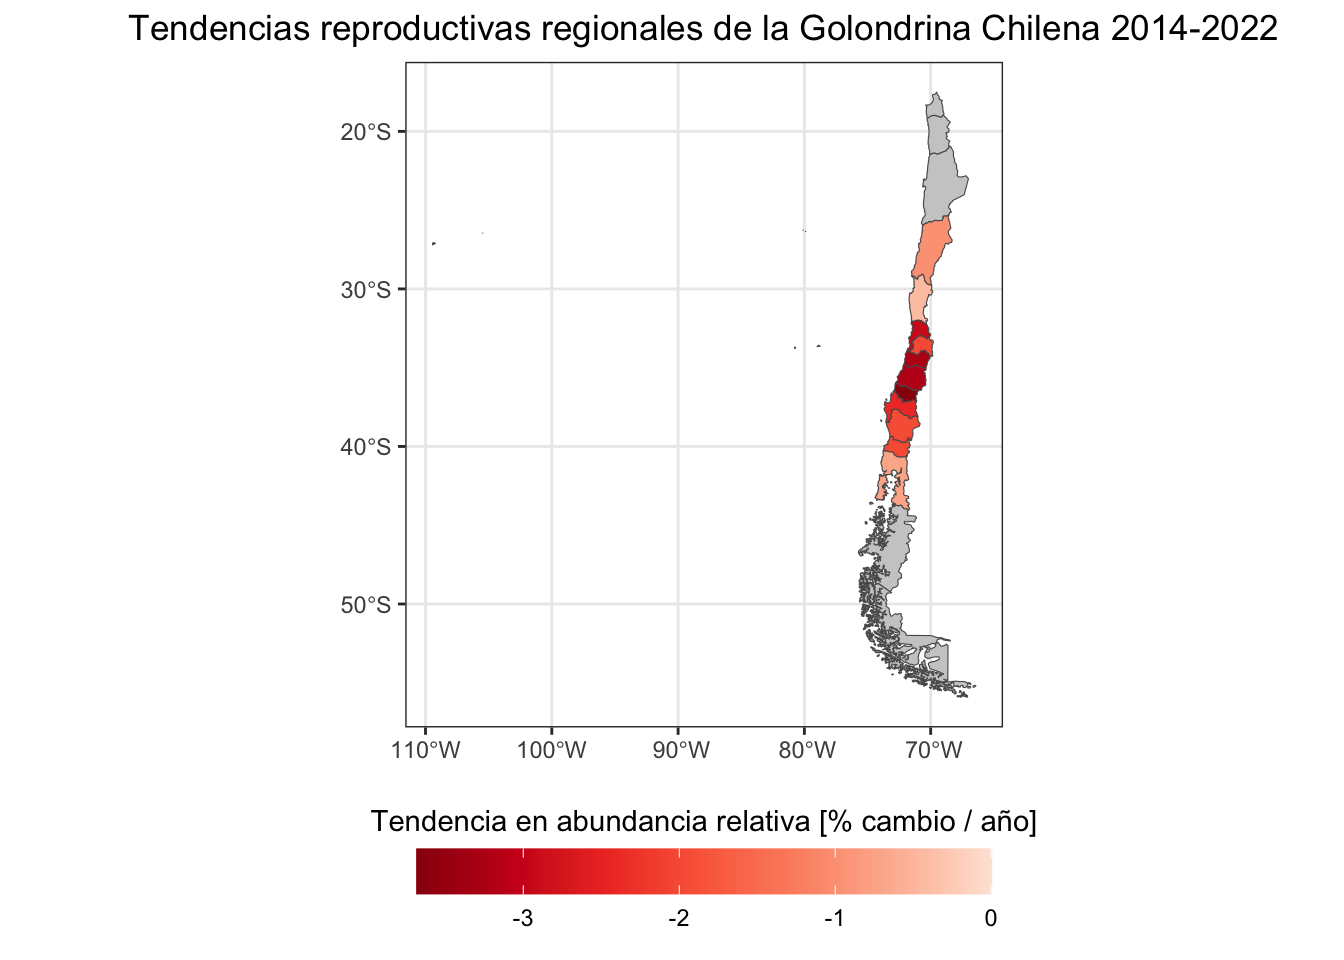 Tendencias reproductivas regionales de la Golondrina Chilena 2014-2022
20°S
30°S
40°S
50°S
110°W 100°W 90°W 80°W 70°W
Tendencia en abundancia relativa [% cambio / año]
-3 -2 -1 0